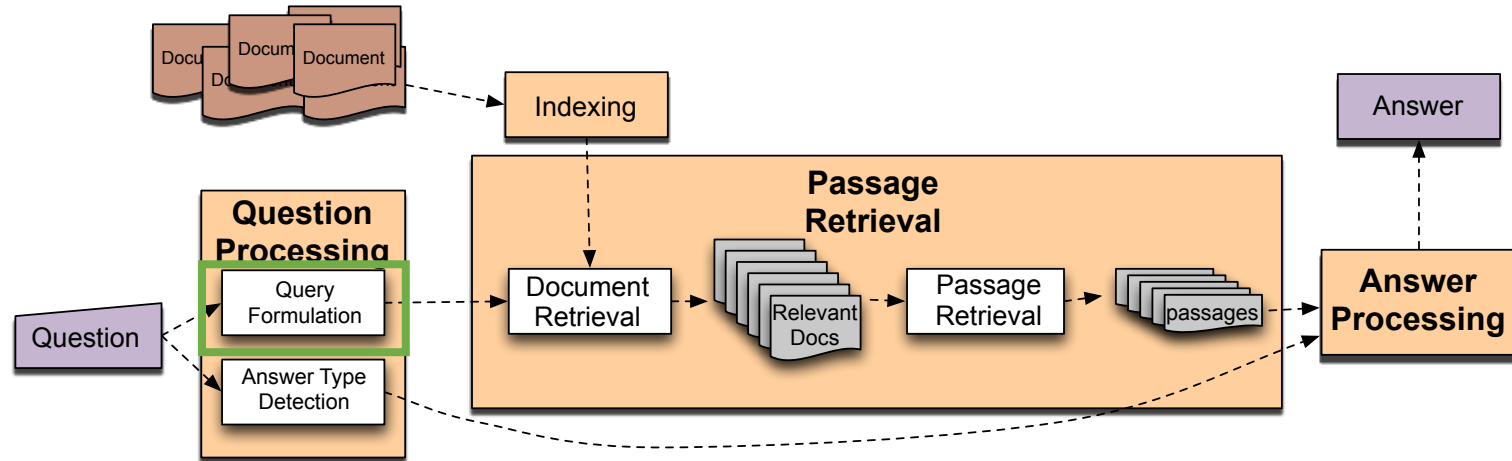 Document
Indexing
Answer
Passage
Retrieval
Question
Processing
Query
Formulation
Document
Retrieval
Relevant
Docs
Passage
Retrieval
passages
Answer
Processing
Question
Answer Type
Detection